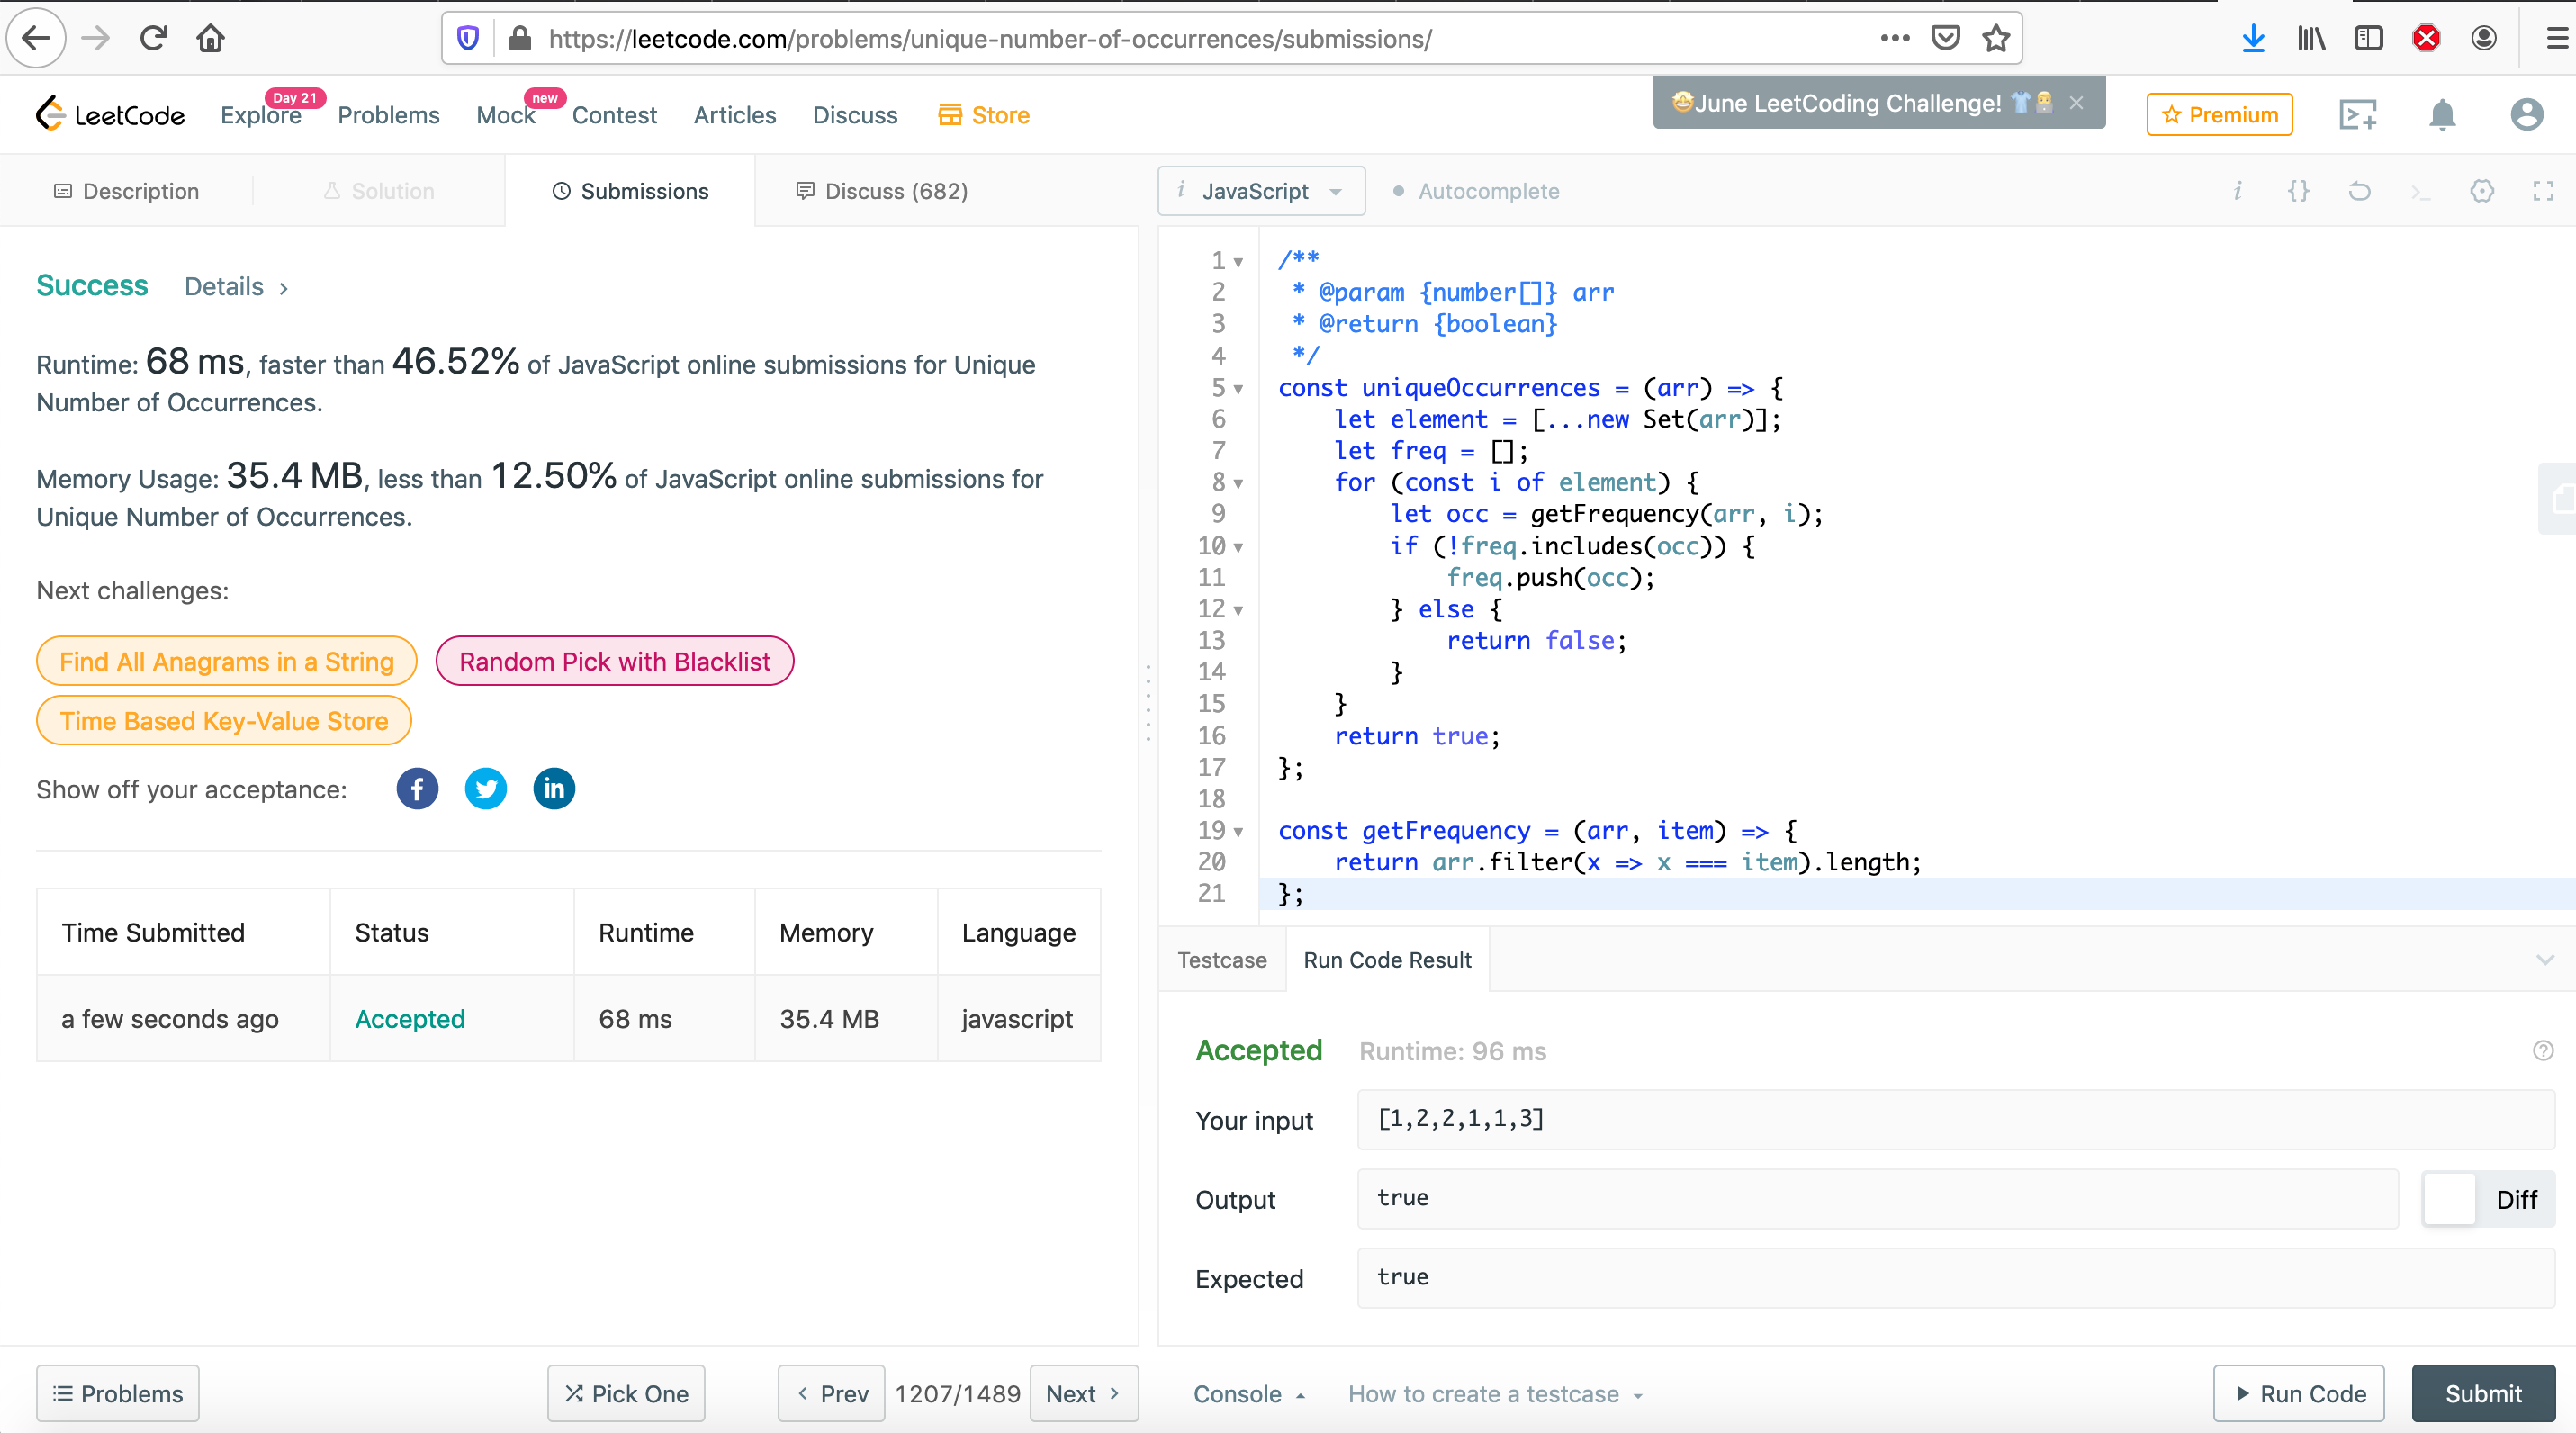 https://leetcode.com/problems/unique-number-of-occurrences/submissions/
LeetCode
Explore
Day 21
Problems
Mock
new
Contest
Articles
Discuss
Store
🤩June LeetCoding Challenge! 👕
Premium
Description
Solution
Submissions
Discuss (682)
i JavaScript
Autocomplete
Success Details >
Runtime: 68 ms, faster than 46.52% of JavaScript online submissions for Unique
Number of Occurrences.
Memory Usage: 35.4 MB, less than 12.50% of JavaScript online submissions for
Unique Number of Occurrences.
Next challenges:
Find All Anagrams in a String
Random Pick with Blacklist
Time Based Key-Value Store
Show off your acceptance:
Time Submitted Status Runtime Memory Language
a few seconds ago Accepted 68 ms 35.4 MB javascript
1 /**
2  * @param {number[]} arr
3  * @return {boolean}
4  */
5 const uniqueOccurrences = (arr) => {
6     let element = [...new Set(arr)];
7     let freq = [];
8     for (const i of element) {
9         let occ = getFrequency(arr, i);
10         if (!freq.includes(occ)) {
11             freq.push(occ);
12         } else {
13             return false;
14         }
15     }
16     return true;
17 };
18
19 const getFrequency = (arr, item) => {
20     return arr.filter(x => x === item).length;
21 };
Testcase
Run Code Result
Accepted Runtime: 96 ms
Your input [1,2,2,1,1,3]
Output true Diff
Expected true
Problems
Pick One
Prev
1207/1489
Next
Console
How to create a testcase
Run Code
Submit